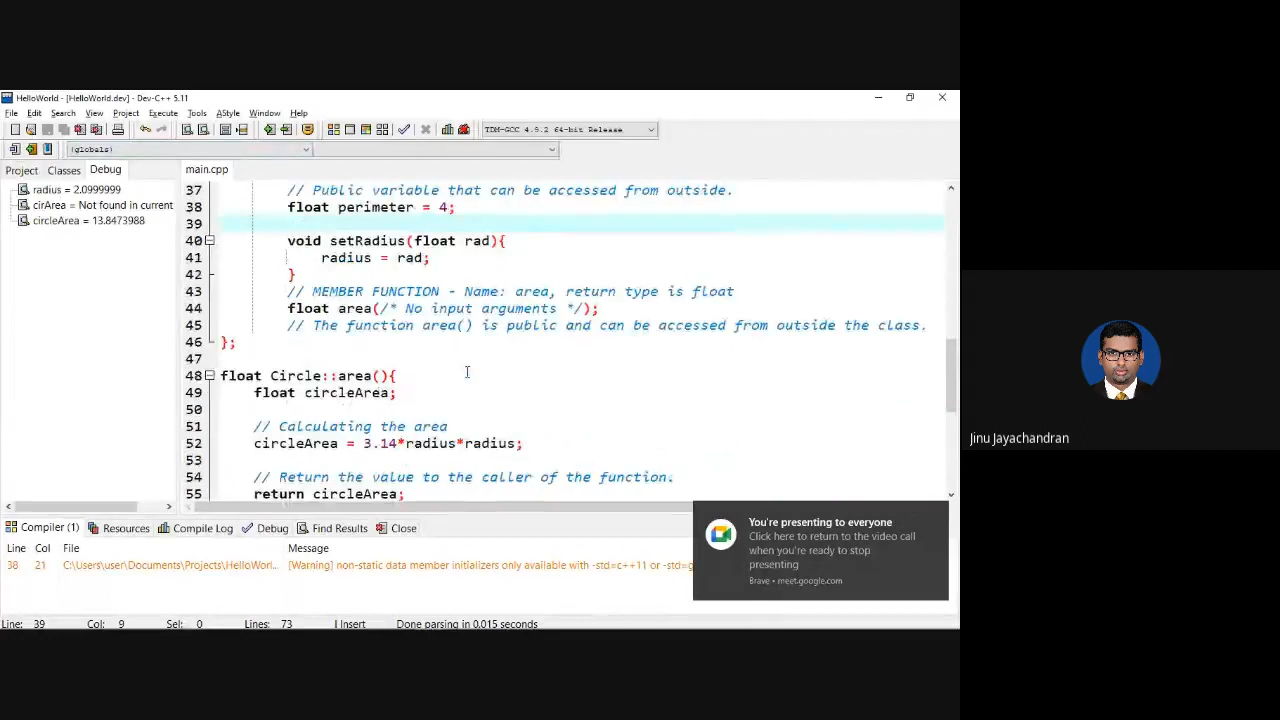 HelloWorld - [HelloWorld.dev] - Dev-C++ 5.11
File Edit Search View Project Execute Tools AStyle Window Help
TDM-GCC 4.9.2 64-bit Release
(globals)
Project Classes Debug main.cpp
radius = 2.0999999
cirArea = Not found in current
circleArea = 13.8473988
37 // Public variable that can be accessed from outside.
38 float perimeter = 4;
39
40 void setRadius(float rad){
41 radius = rad;
42 }
43 // MEMBER FUNCTION - Name: area, return type is float
44 float area(/* No input arguments */);
45 // The function area() is public and can be accessed from outside the class.
46 };
47
48 float Circle::area(){
49 float circleArea;
50
51 // Calculating the area
52 circleArea = 3.14*radius*radius;
53
54 // Return the value to the caller of the function.
55 return circleArea;
Compiler (1) Resources Compile Log Debug Find Results Close
Line Col File Message
38 21 C:\Users\user\Documents\Projects\HelloWorl... [Warning] non-static data member initializers only available with -std=c++11 or -std=g
Line: 39 Col: 9 Sel: 0 Lines: 73 Insert Done parsing in 0.015 seconds
You're presenting to everyone
Click here to return to the video call
when you're ready to stop
presenting
Brave • meet.google.com
Jinu Jayachandran